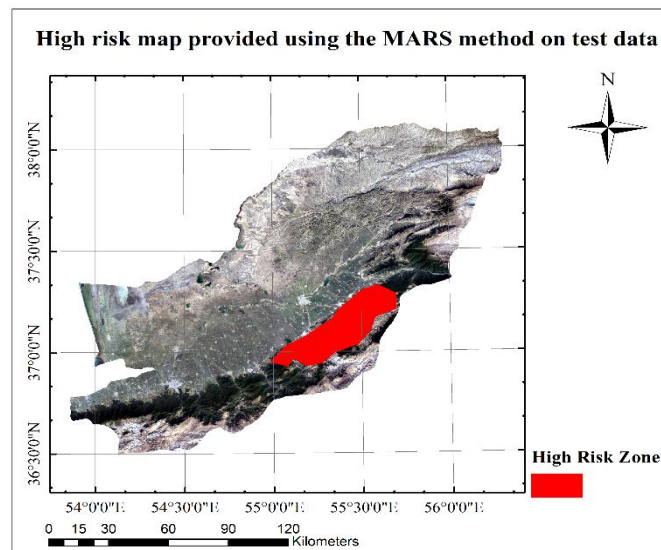 High risk map provided using the MARS method on test data
N
38°0'0"N
37°30'0"N
37°0'0"N
36°30'0"N
High Risk Zone
54°0'0"E 54°30'0"E 55°0'0"E 55°30'0"E 56°0'0"E
0 15 30 60 90 120
Kilometers